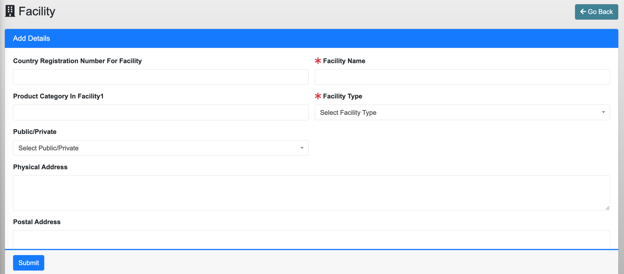 Facility
Go Back
Add Details
Country Registration Number For Facility
* Facility Name
Product Category In Facility1
* Facility Type
Select Facility Type
Public/Private
Select Public/Private
Physical Address
Postal Address
Submit